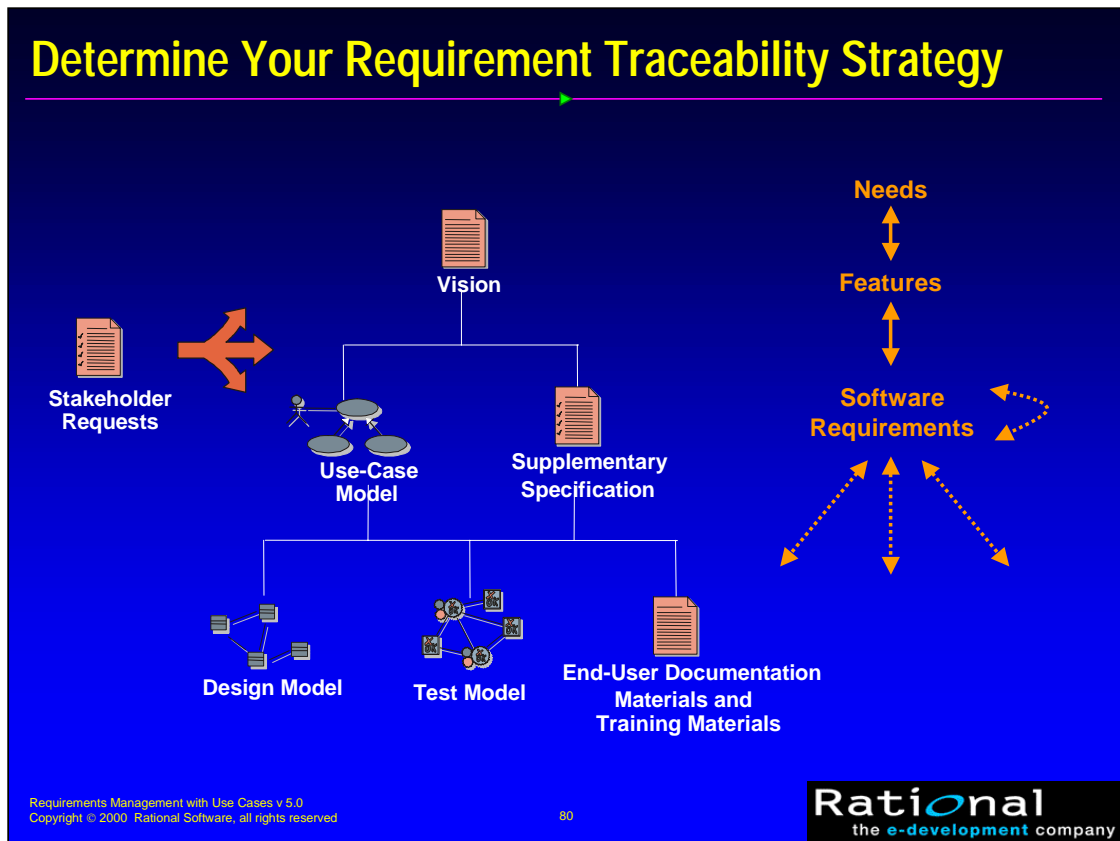 Determine Your Requirement Traceability Strategy
Vision
Stakeholder
Requests
Use-Case
Model
Supplementary
Specification
Design Model
Test Model
End-User Documentation
Materials and
Training Materials
Needs
Features
Software
Requirements
Requirements Management with Use Cases v 5.0
Copyright © 2000 Rational Software, all rights reserved
80
Rational
the e-development company